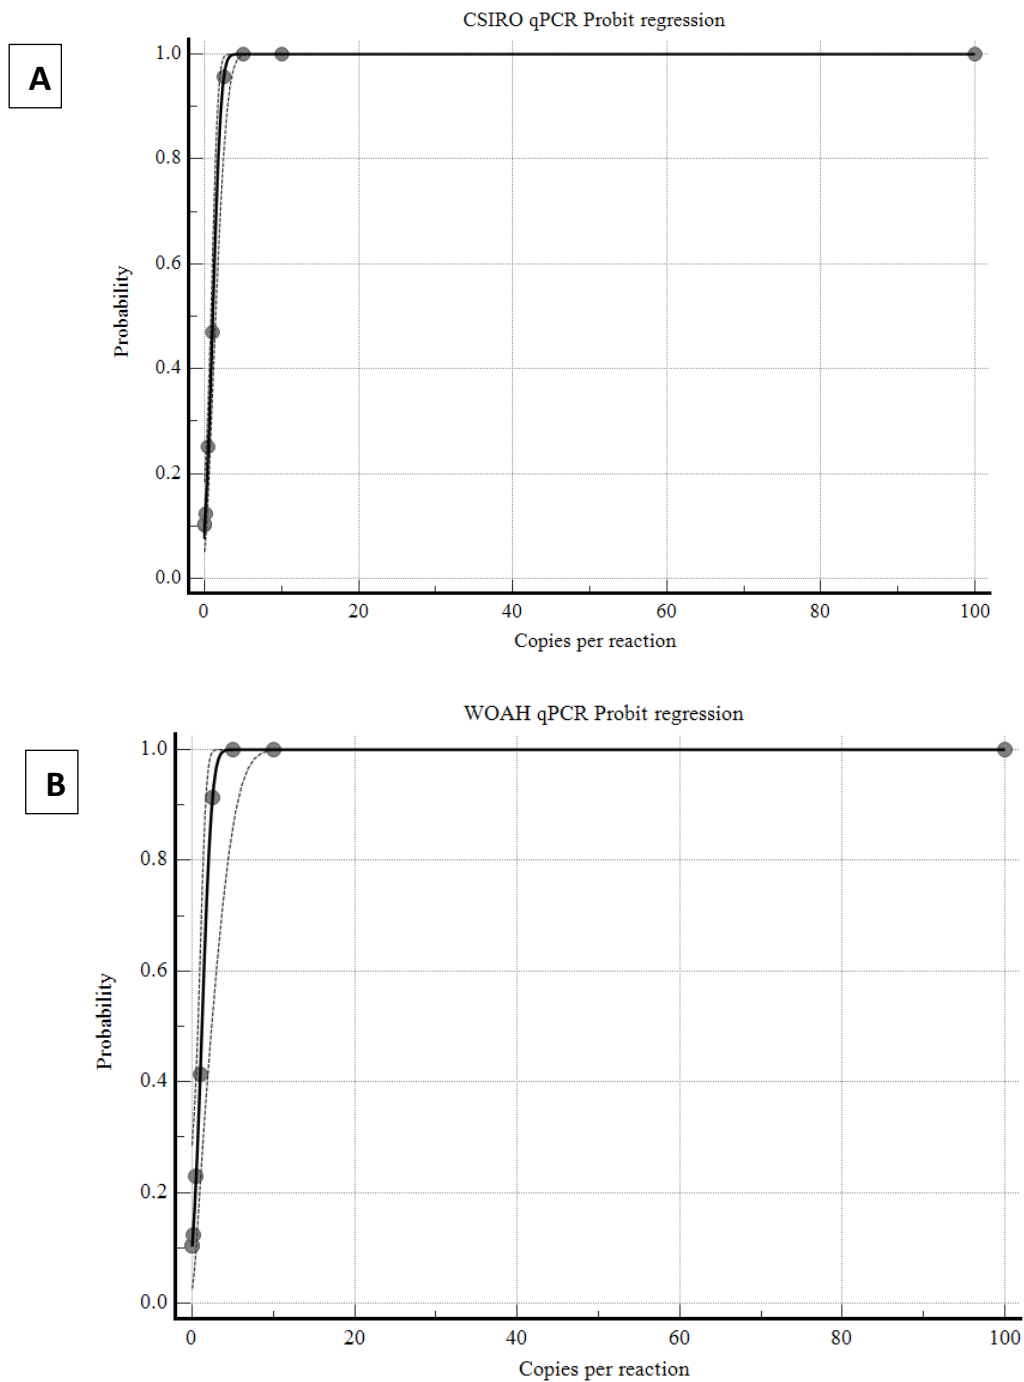 CSIRO qPCR Probit regression
A
1.0
0.8
0.6
0.4
0.2
0.0
Probability
0 20 40 60 80 100
Copies per reaction
WOAH qPCR Probit regression
B
1.0
0.8
0.6
0.4
0.2
0.0
Probability
0 20 40 60 80 100
Copies per reaction